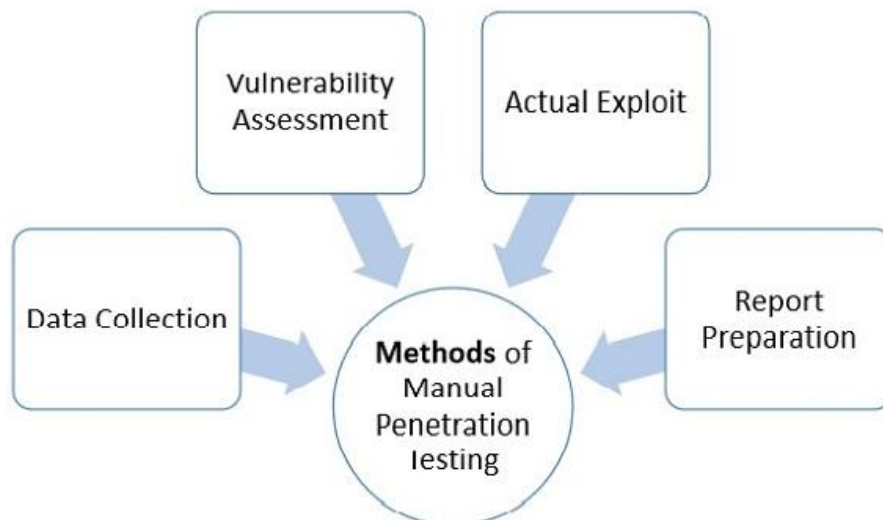 Vulnerability
Assessment
Actual Exploit
Data Collection
Report
Preparation
Methods of
Manual
Penetration
Testing